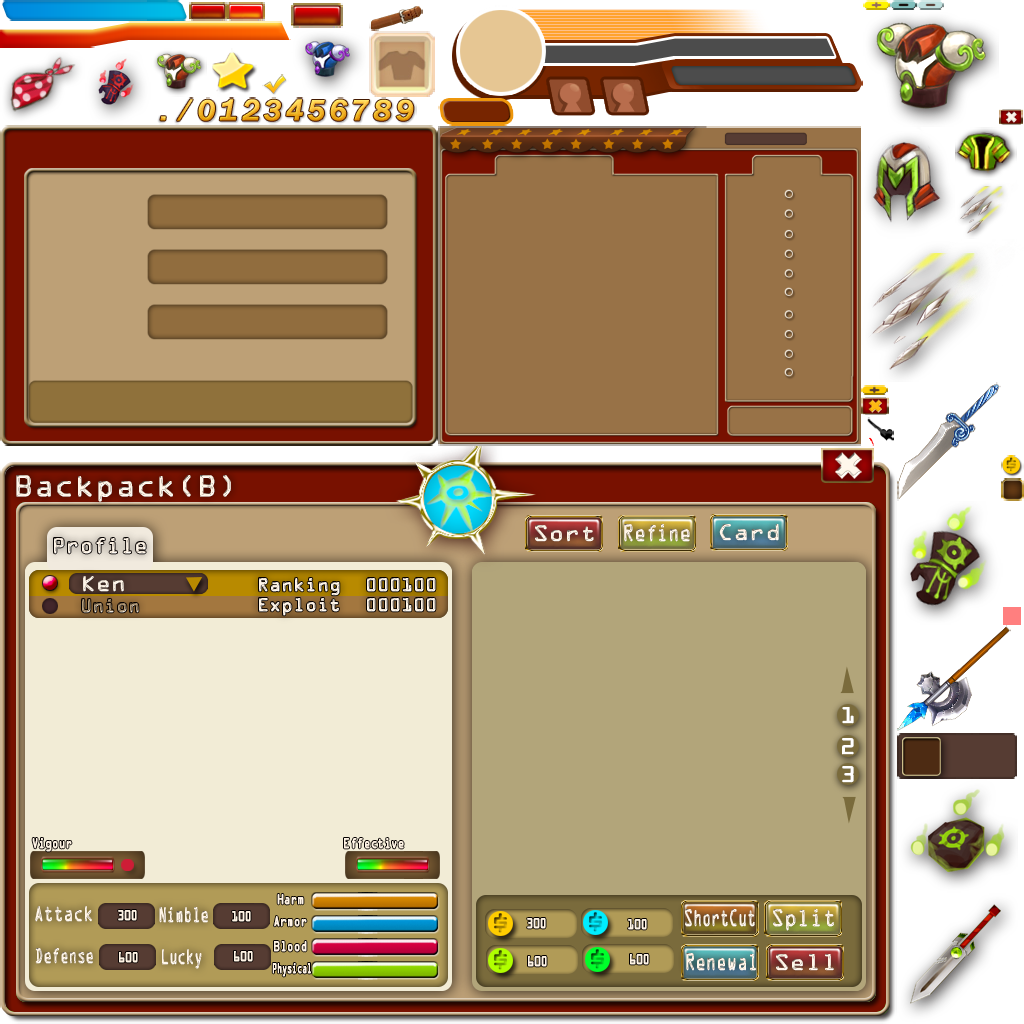 ./0123456789
Backpack(B)
Sort Refine Card
Profile
Ken Ranking 000100
Union Exploit 000100
1
2
3
Vigour Effective
Attack 300 Nimble 100
Defense 600 Lucky 600
Harm
Armor
Blood
Physical
300 100 ShortCut Split
600 600 Renewal Sell